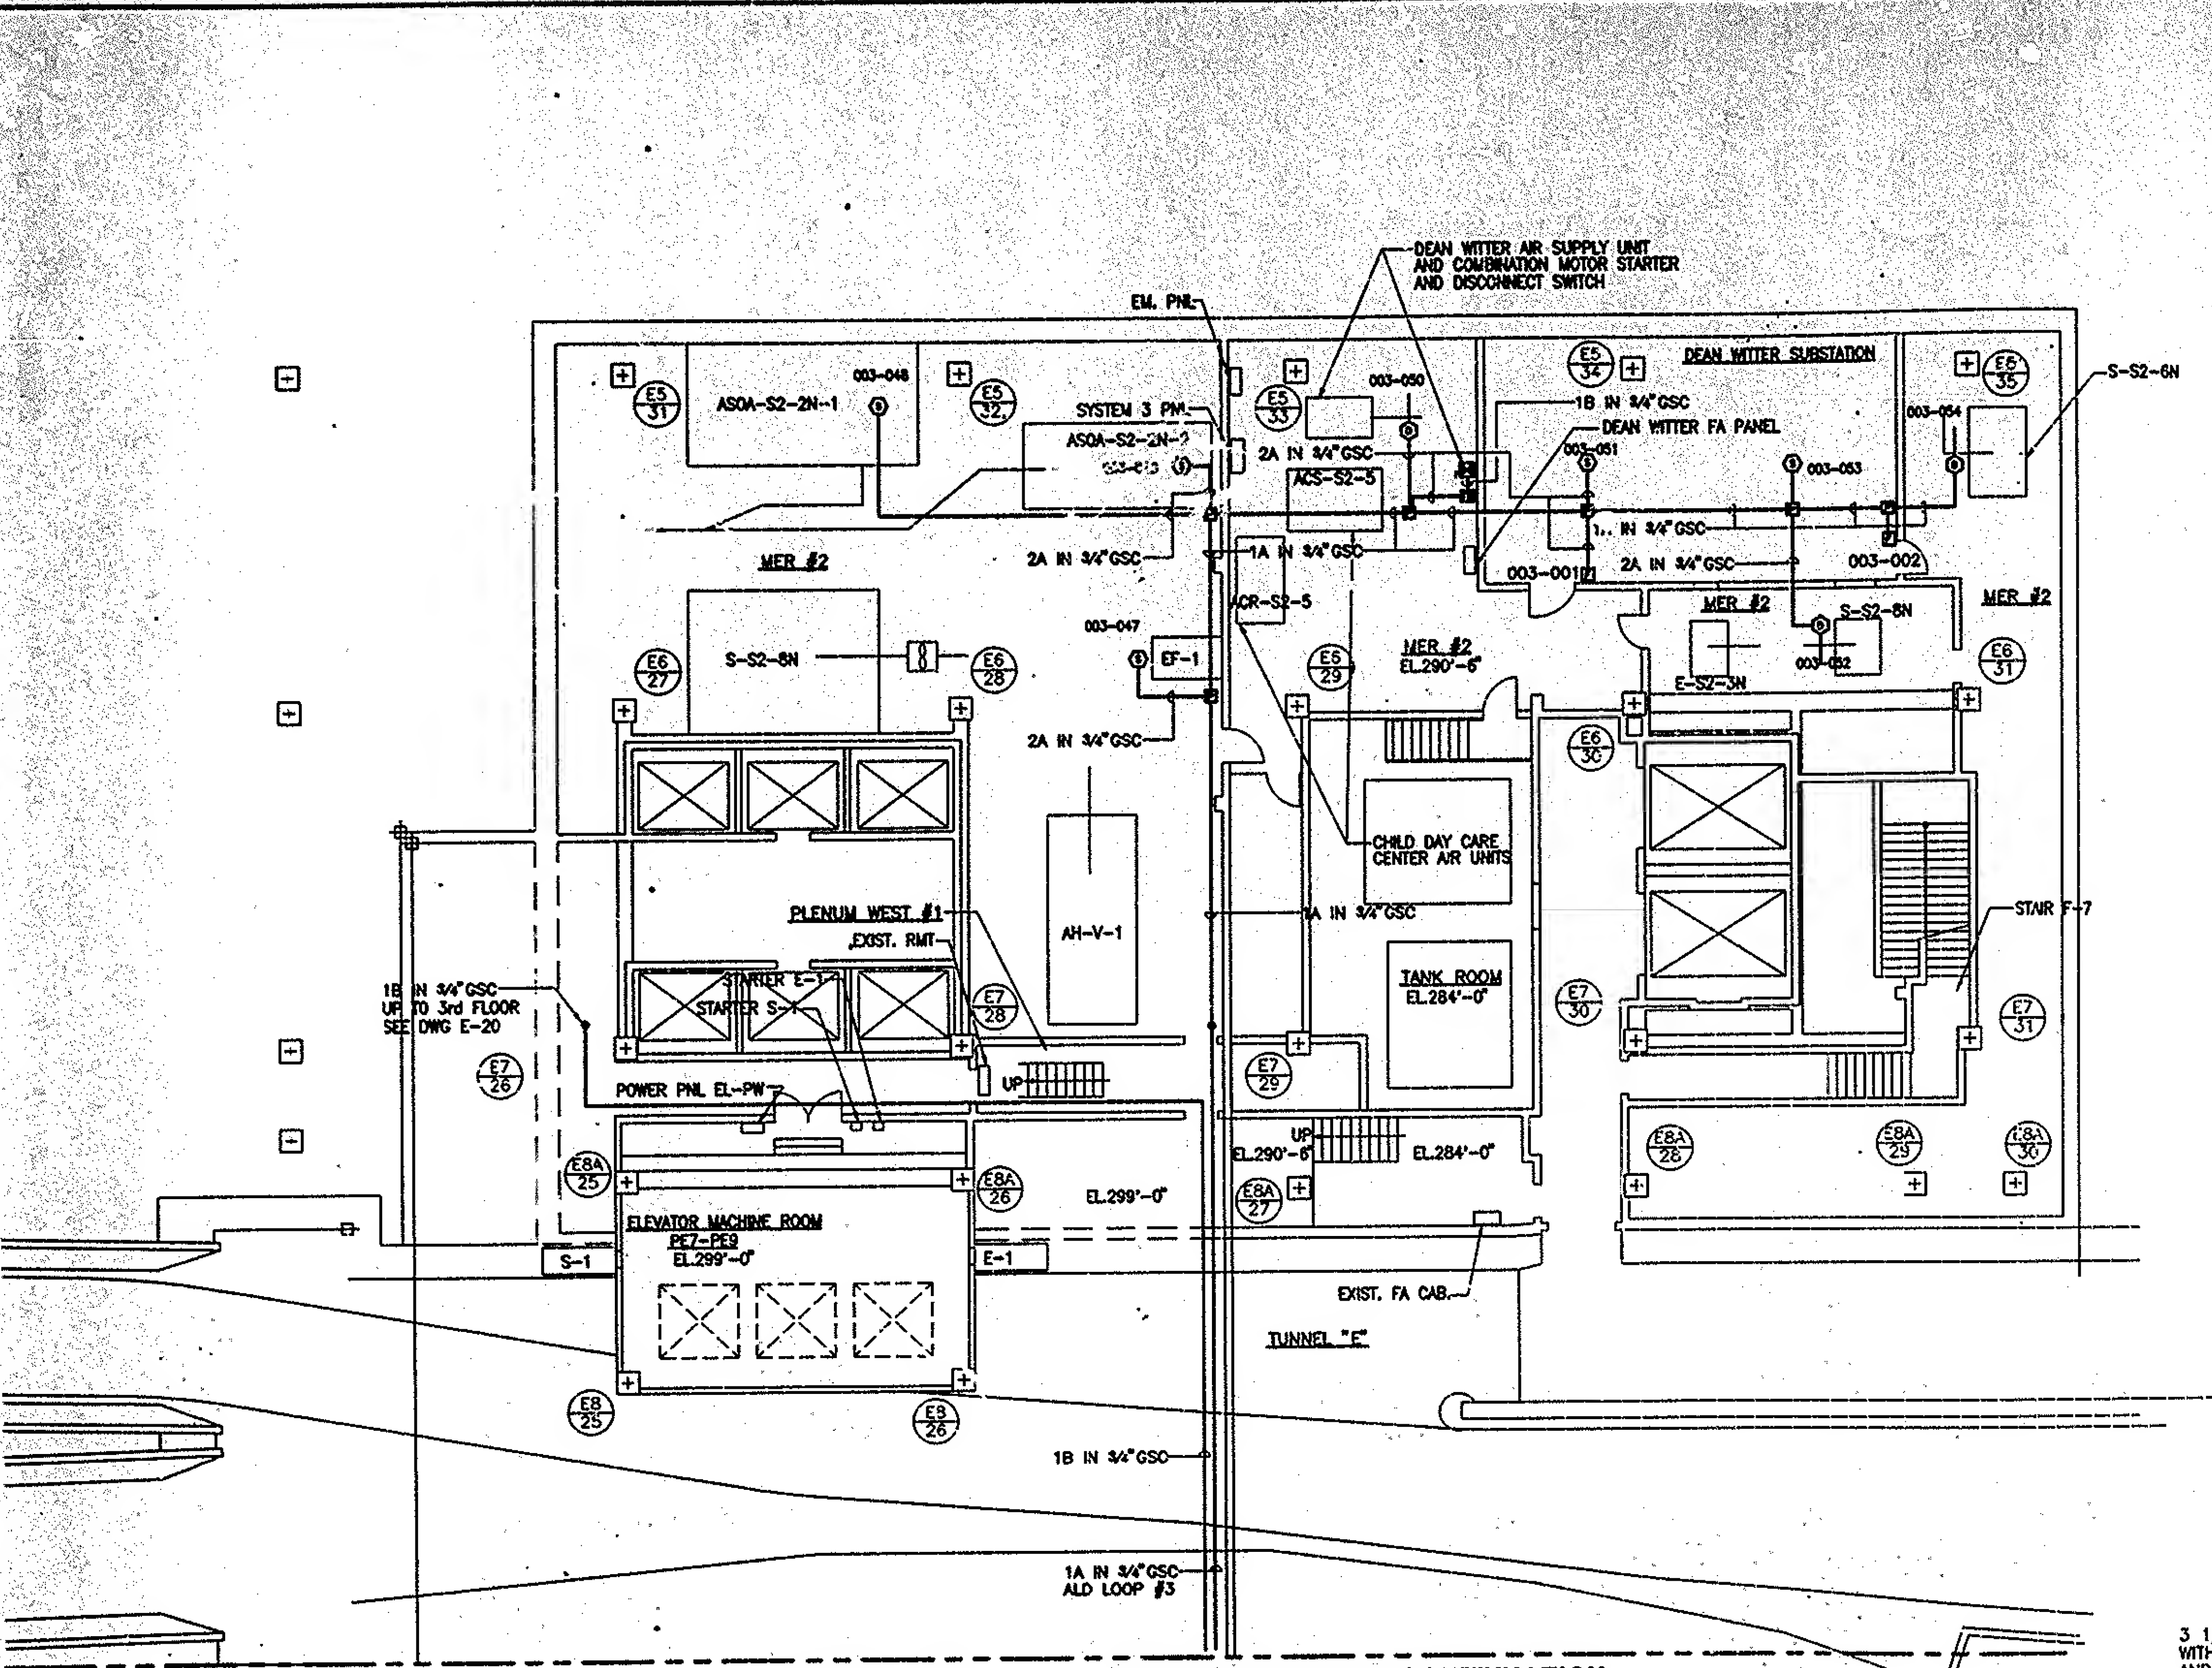 DEAN WITTER AIR SUPPLY UNIT
AND COMBINATION MOTOR STARTER
AND DISCONNECT SWITCH
EM. PNL
E5
31
ASOA-S2-2N-1
003-048
E5
32
SYSTEM 3 PNL
ASOA-S2-2N-2
E5
33
003-050
2A IN 3/4" GSC
ACS-S2-5
E5
34
DEAN WITTER SUBSTATION
1B IN 3/4" GSC
DEAN WITTER FA PANEL
003-051
003-053
E5
35
003-054
S-S2-6N
MER #2
2A IN 3/4" GSC
1A IN 3/4" GSC
IN 3/4" GSC
2A IN 3/4" GSC
003-001
003-002
ACR-S2-5
MER #2
S-S2-8N
MER #2
003-047
EF-1
E6
27
S-S2-8N
E6
28
E6
29
MER #2
EL.290'-6"
003-052
E-S2-3N
E6
31
2A IN 3/4" GSC
E6
30
CHILD DAY CARE
CENTER AIR UNITS
PLENUM WEST #1
EXIST. RMT
AH-V-1
1A IN 3/4" GSC
STAIR F-7
STARTER E-1
STARTER S-1
1B IN 3/4" GSC
UP TO 3rd FLOOR
SEE DWG E-20
E7
28
TANK ROOM
EL.284'-0"
E7
30
E7
31
E7
26
POWER PNL EL-PW
UP
E7
29
E8A
25
E8A
26
EL.299'-0"
UP
EL.290'-6"
EL.284'-0"
E8A
27
E8A
28
E8A
29
E8A
30
ELEVATOR MACHINE ROOM
PE7-PE9
EL.299'-0"
S-1
E-1
EXIST. FA CAB.
TUNNEL "E"
E8
25
E8
26
1B IN 3/4" GSC
1A IN 3/4" GSC
ALD LOOP #3
3 1
WITH